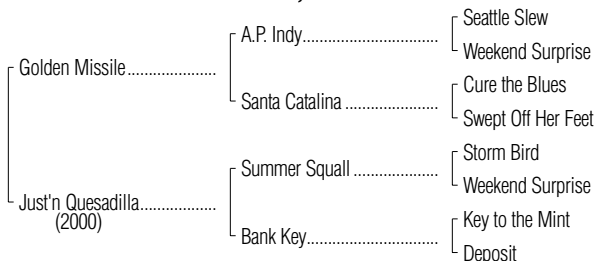 Seattle Slew
A.P. Indy
Weekend Surprise
Golden Missile
Cure the Blues
Santa Catalina
Swept Off Her Feet
Storm Bird
Summer Squall
Weekend Surprise
Just'n Quesadilla
(2000)
Key to the Mint
Bank Key
Deposit